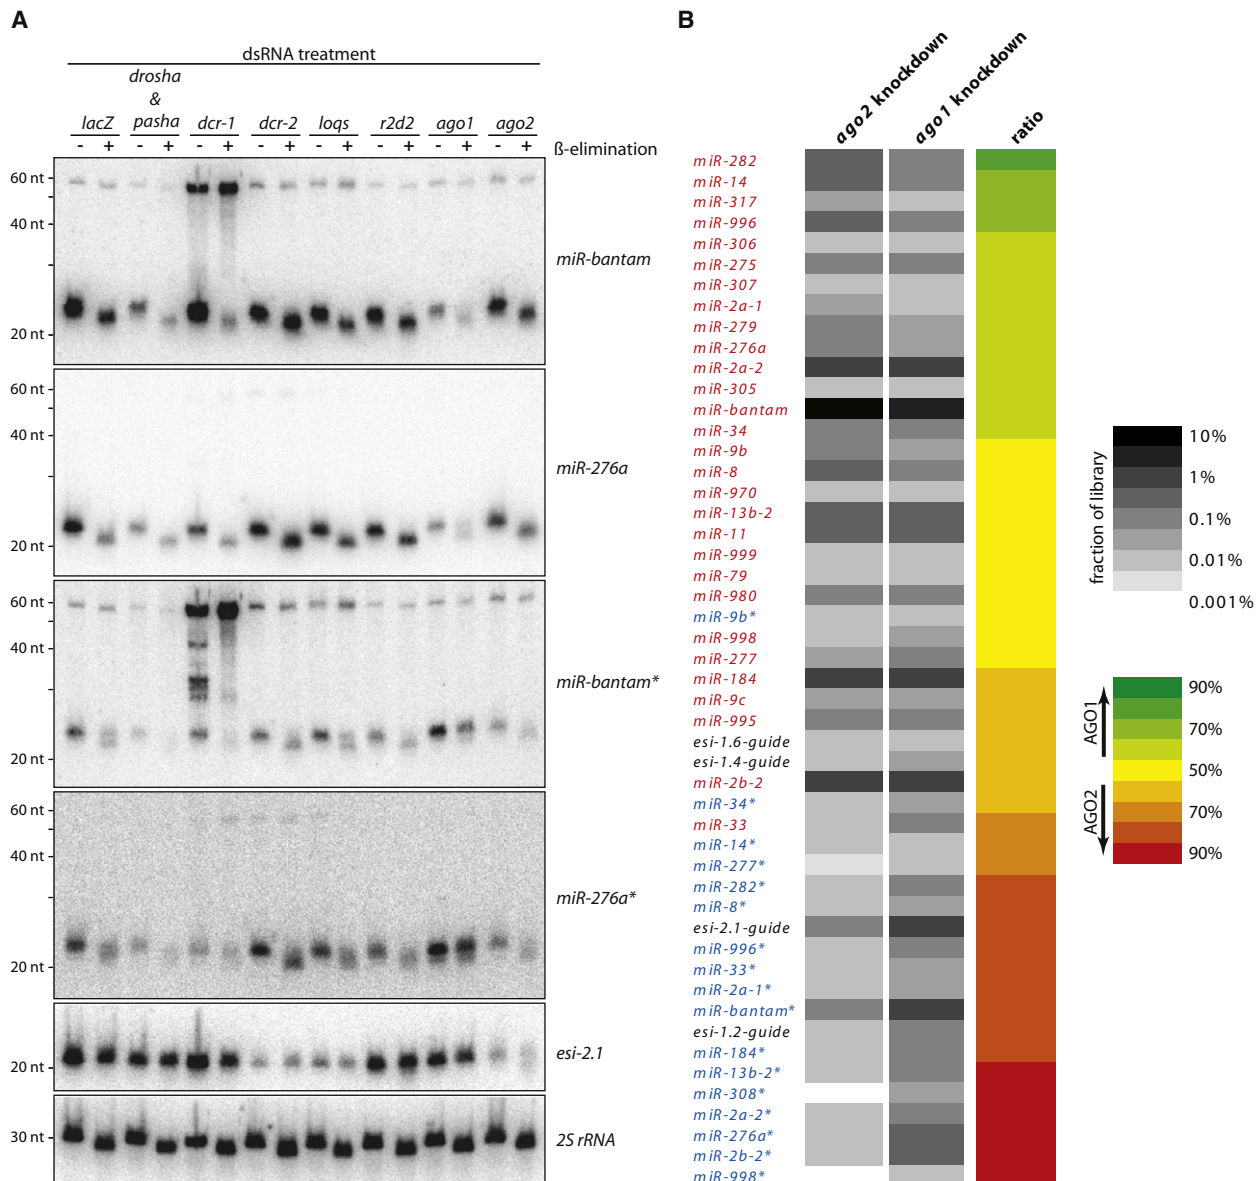 A
dsRNA treatment
drosha
&
lacZ pasha dcr-1 dcr-2 loqs r2d2 ago1 ago2
- + - + - + - + - + - + - + - + ß-elimination
60 nt
40 nt
20 nt
miR-bantam
60 nt
40 nt
20 nt
miR-276a
60 nt
40 nt
20 nt
miR-bantam*
60 nt
40 nt
20 nt
miR-276a*
20 nt
esi-2.1
30 nt
2S rRNA
B
ago2 knockdown
ago1 knockdown
ratio
miR-282
miR-14
miR-317
miR-996
miR-306
miR-275
miR-307
miR-2a-1
miR-279
miR-276a
miR-2a-2
miR-305
miR-bantam
miR-34
miR-9b
miR-8
miR-970
miR-13b-2
miR-11
miR-999
miR-79
miR-980
miR-9b*
miR-998
miR-277
miR-184
miR-9c
miR-995
esi-1.6-guide
esi-1.4-guide
miR-2b-2
miR-34*
miR-33
miR-14*
miR-277*
miR-282*
miR-8*
esi-2.1-guide
miR-996*
miR-33*
miR-2a-1*
miR-bantam*
esi-1.2-guide
miR-184*
miR-13b-2*
miR-308*
miR-2a-2*
miR-276a*
miR-2b-2*
miR-998*
fraction of library
10%
1%
0.1%
0.01%
0.001%
AGO1
AGO2
90%
70%
50%
70%
90%